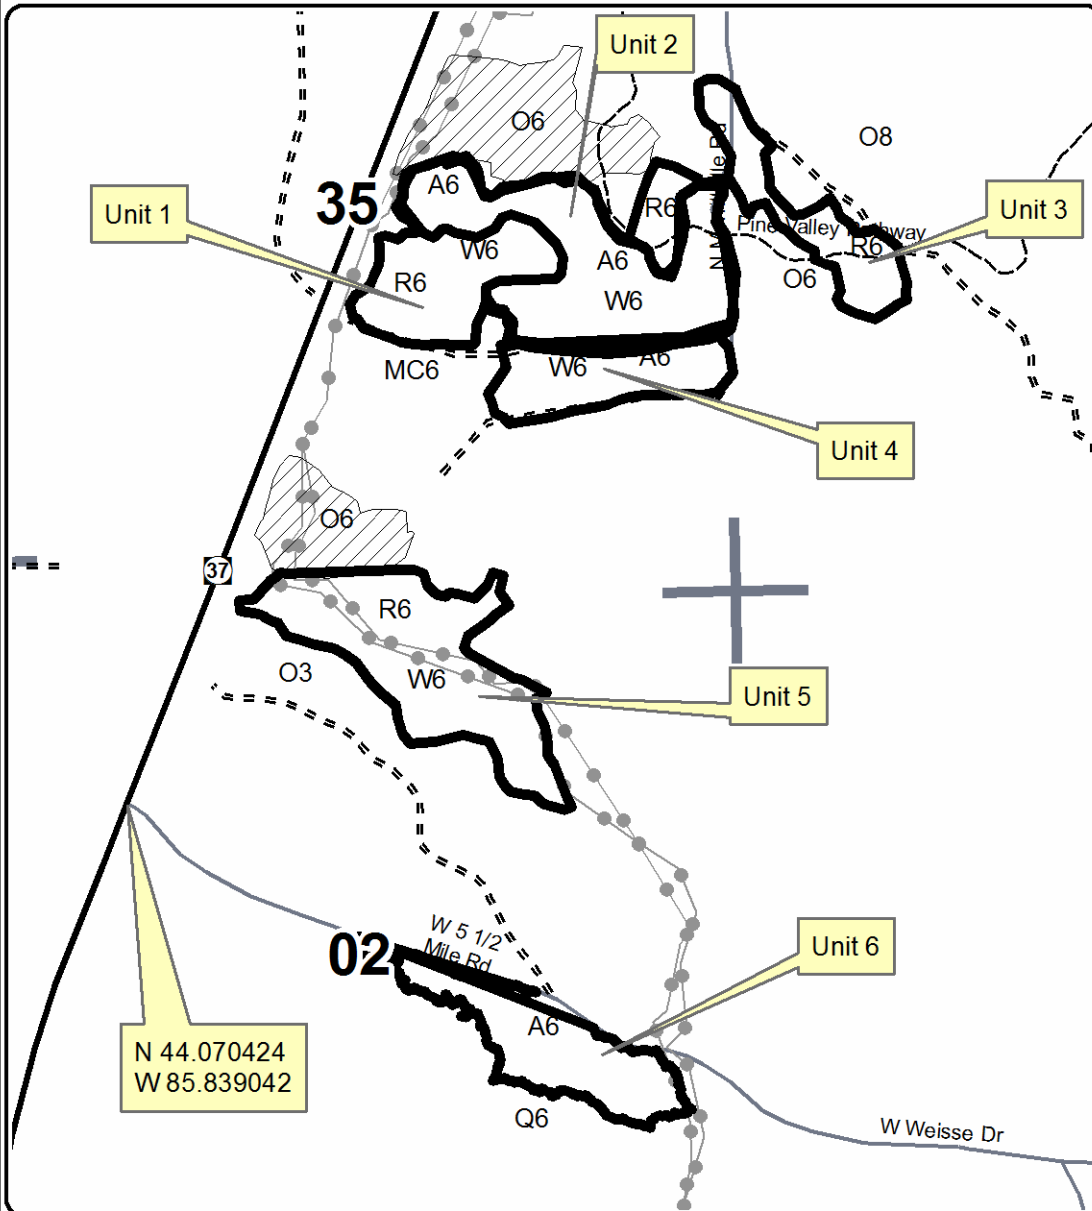 Unit 2
O6
O8
A6
Unit 1
35
R6
Unit 3
Pine Valley
R6
W6
A6
O6
R6
W6
MC6
W6
A6
Unit 4
O6
37
R6
O3
W6
Unit 5
W 5 1/2
Mile Rd
02
Unit 6
A6
N 44.070424
W 85.839042
Q6
W Weisse Dr